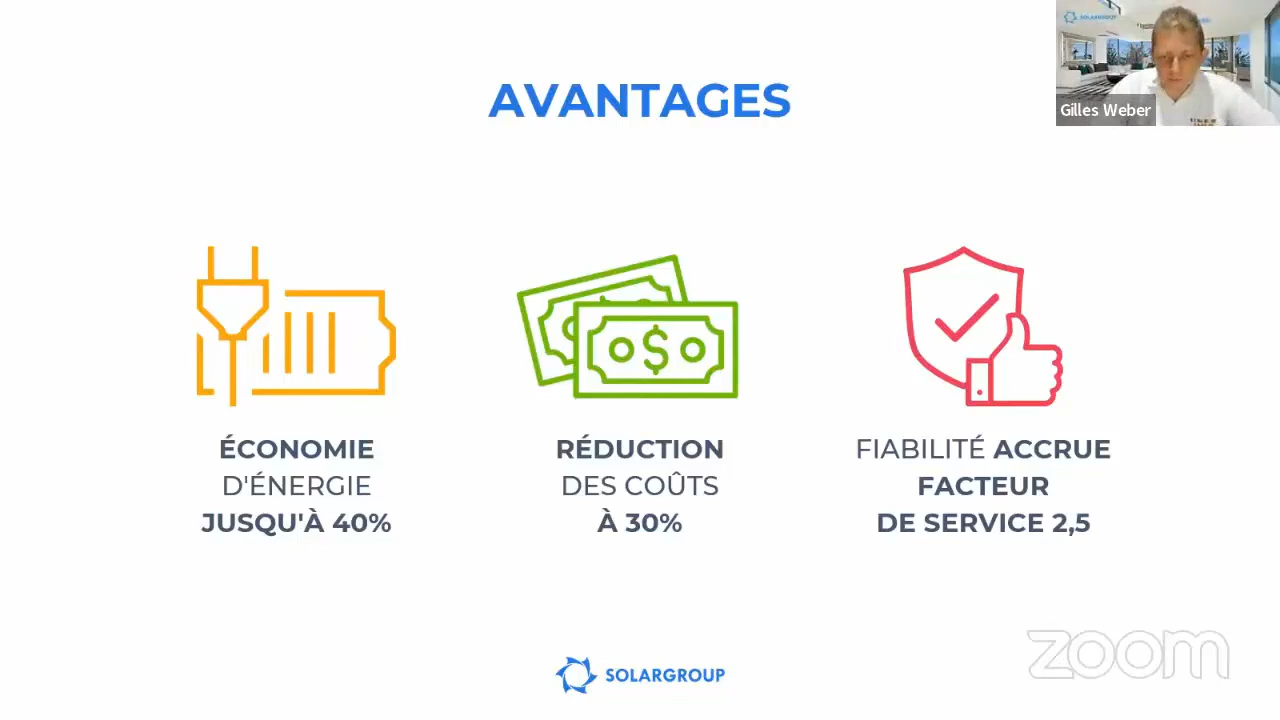 SOLARGROUP
Gilles Weber
AVANTAGES
ÉCONOMIE
D'ÉNERGIE
JUSQU'À 40%
RÉDUCTION
DES COÛTS
À 30%
FIABILITÉ ACCRUE
FACTEUR
DE SERVICE 2,5
SOLARGROUP
zoom